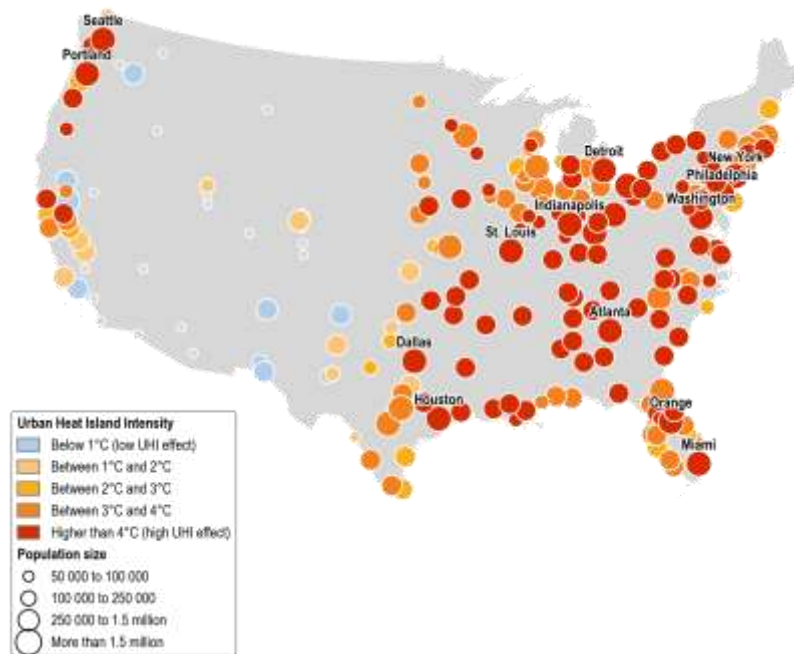 Seattle
Portland
Detroit
New York
Philadelphia
Washington
Indianapolis
St. Louis
Atlanta
Dallas
Houston
Orange
Miami
Urban Heat Island Intensity
Below 1°C (low UHI effect)
Between 1°C and 2°C
Between 2°C and 3°C
Between 3°C and 4°C
Higher than 4°C (high UHI effect)
Population size
50 000 to 100 000
100 000 to 250 000
250 000 to 1.5 million
More than 1.5 million